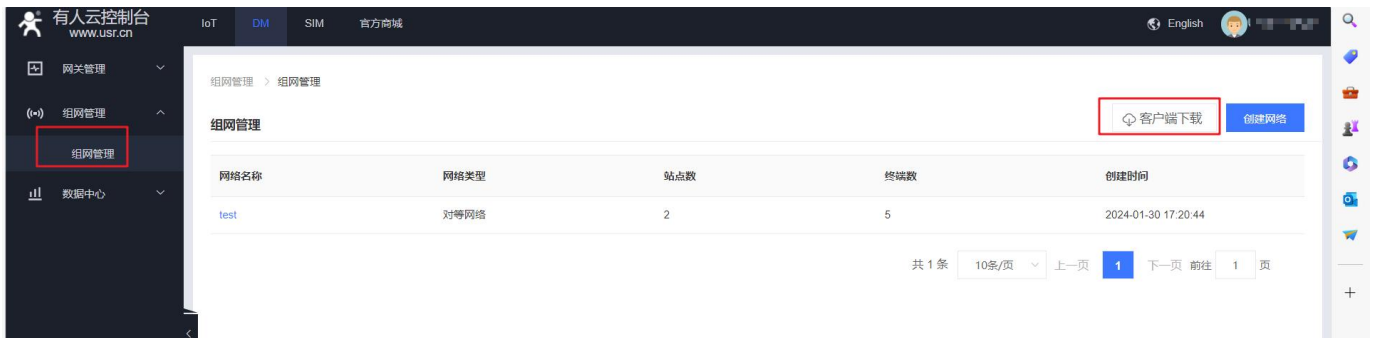 有人云控制台
www.usr.cn
IoT DM SIM 官方商城 English
网关管理
组网管理
组网管理
数据中心
组网管理 > 组网管理
组网管理 客户端下载 创建网络
网络名称 网络类型 站点数 终端数 创建时间
test 对等网络 2 5 2024-01-30 17:20:44
共 1 条 10条/页 上一页 1 下一页 前往 1 页